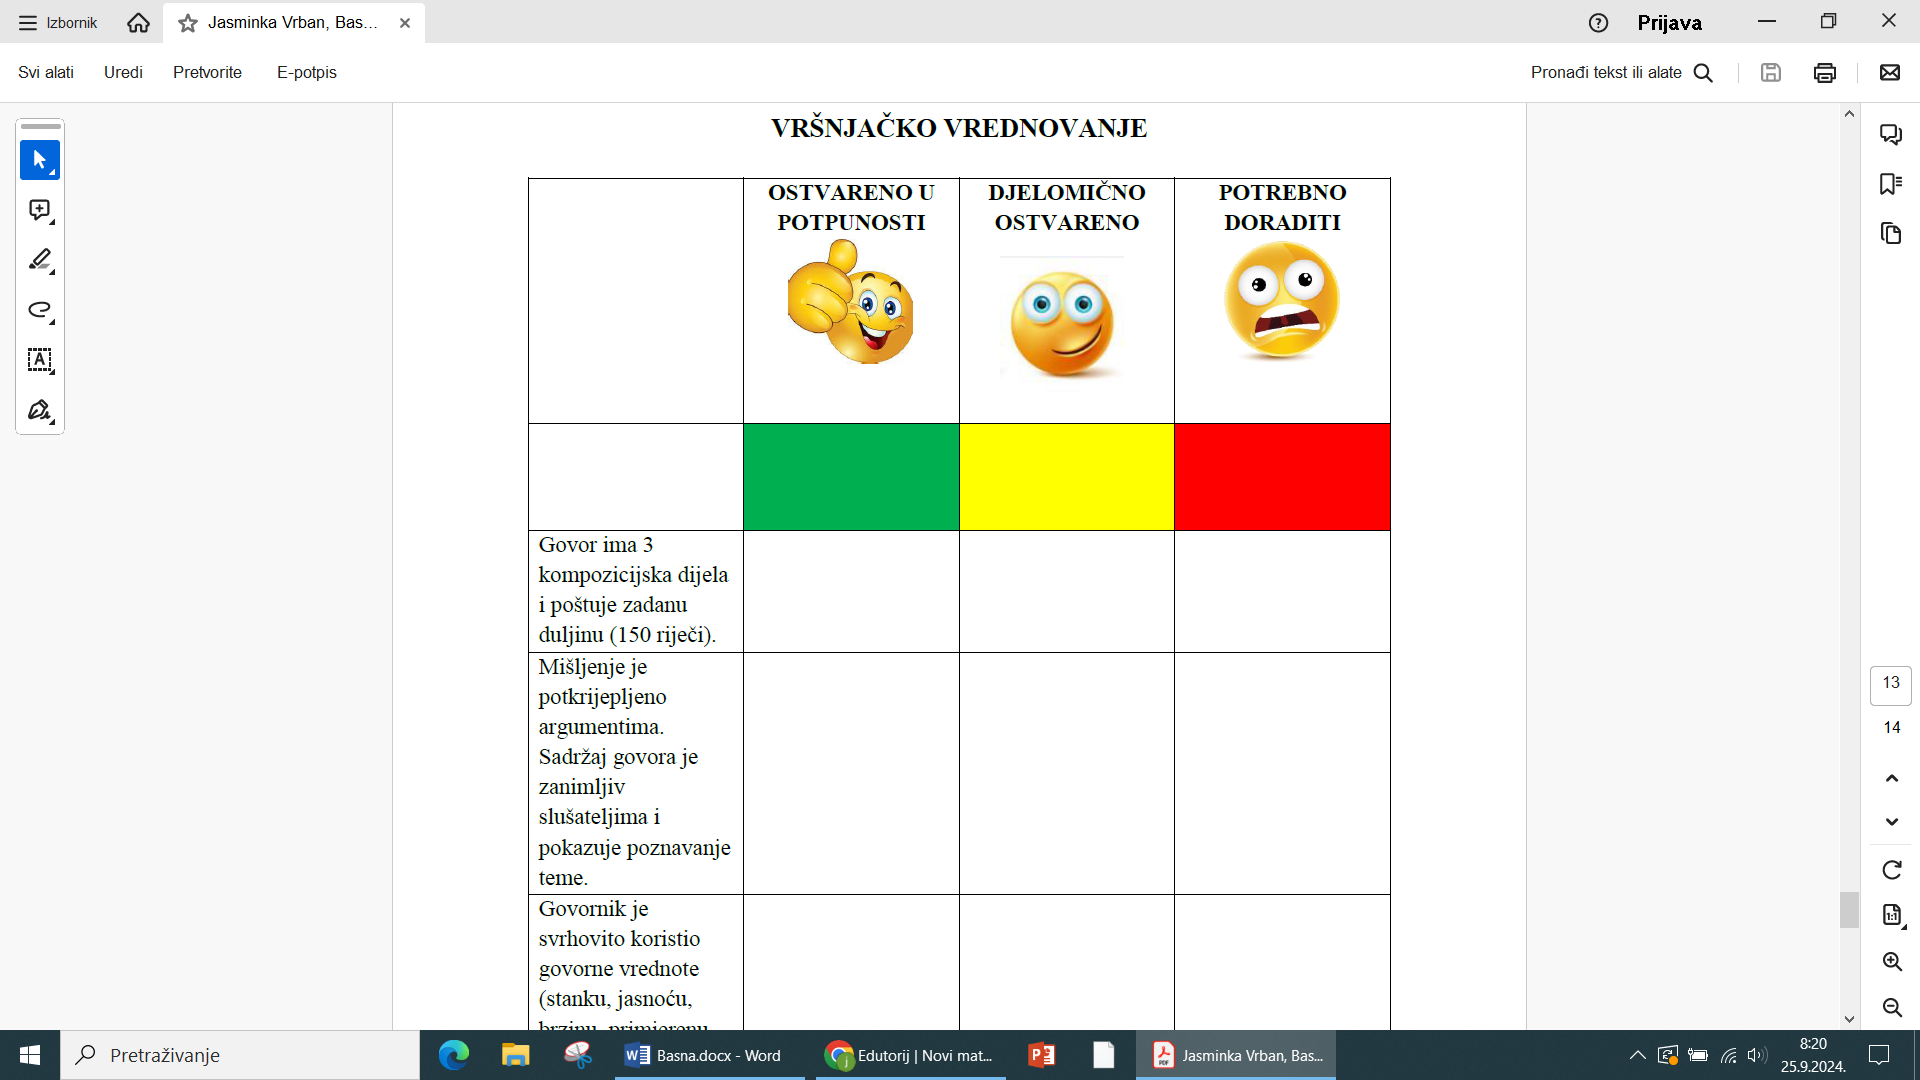 Izbornik
Jasminka Vrban, Bas...
Prijava
Svi alati
Uredi
Pretvorite
E-potpis
Pronađi tekst ili alate
VRŠNJAČKO VREDNOVANJE
OSTVARENO U
POTPUNOSTI
DJELOMIČNO
OSTVARENO
POTREBNO
DORADITI
Govor ima 3
kompozicijska dijela
i poštuje zadanu
duljinu (150 riječi).
Mišljenje je
potkrijepljeno
argumentima.
Sadržaj govora je
zanimljiv
slušateljima i
pokazuje poznavanje
teme.
Govornik je
svrhovito koristio
govorne vrednote
(stanku, jasnoću,
brzinu, primjerenu
13
14
Pretraživanje
Basna.docx - Word
Edutorij | Novi mat...
Jasminka Vrban, Bas...
8:20
25.9.2024.